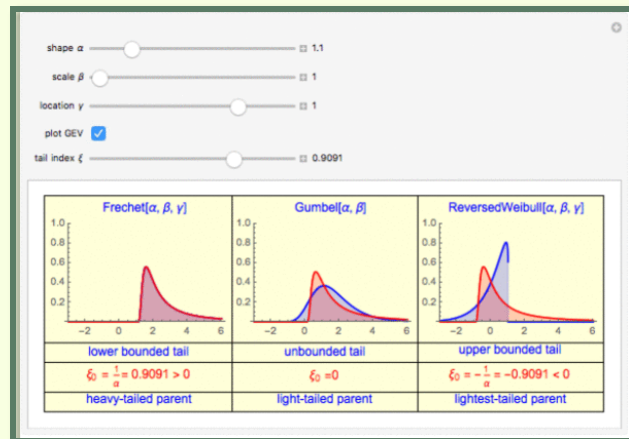 shape α 1.1
scale β 1
location γ 1
plot GEV
tail index ξ 0.9091
Frechet[α, β, γ]
1.0
0.8
0.6
0.4
0.2
−2 0 2 4 6
lower bounded tail
ξ₀ = 1/α = 0.9091 > 0
heavy-tailed parent
Gumbel[α, β]
1.0
0.8
0.6
0.4
0.2
−2 0 2 4 6
unbounded tail
ξ₀ =0
light-tailed parent
ReversedWeibull[α, β, γ]
1.0
0.8
0.6
0.4
0.2
−2 0 2 4 6
upper bounded tail
ξ₀ = −1/α = −0.9091 < 0
lightest-tailed parent